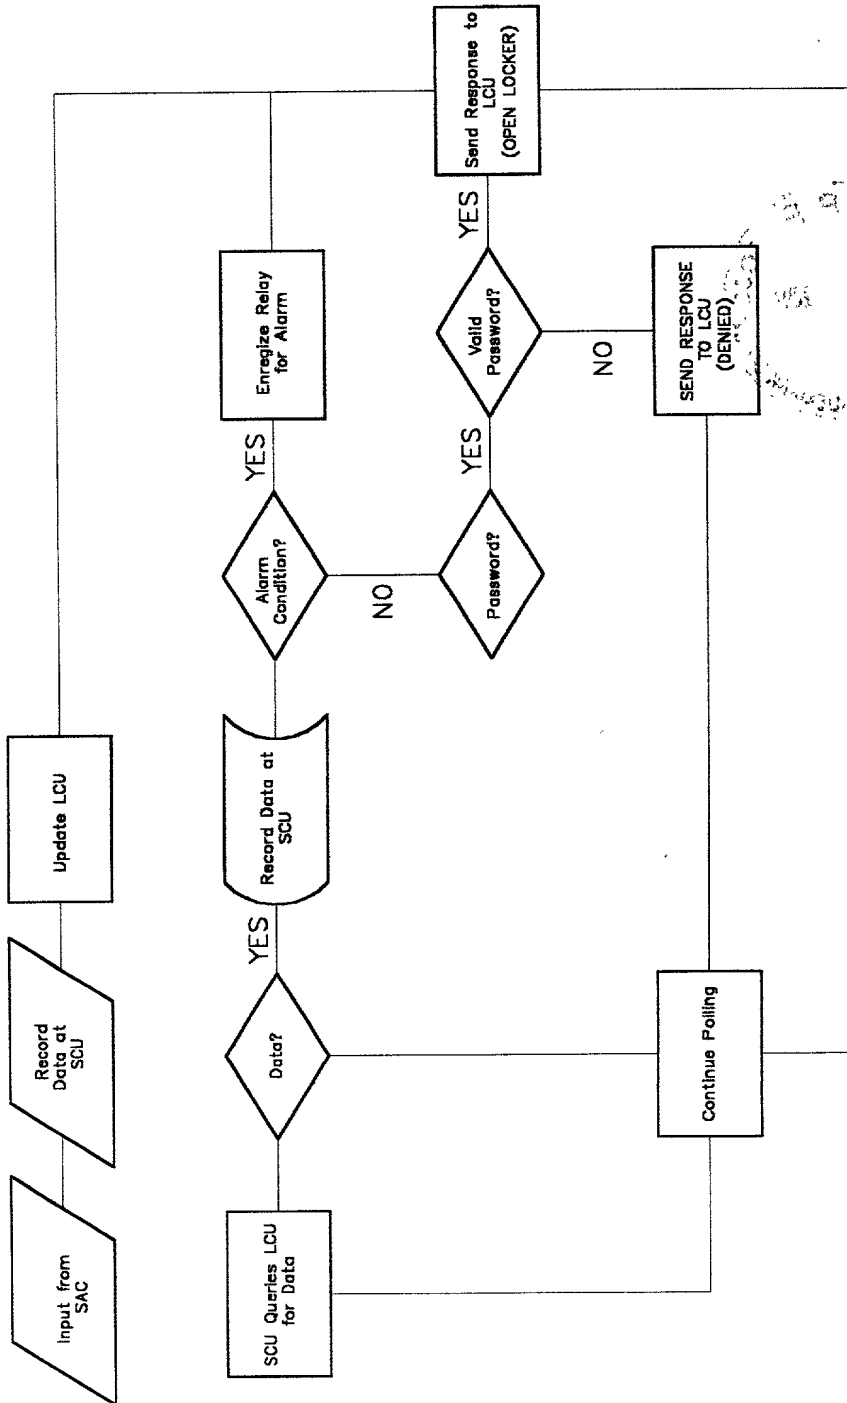 Input from
SAC
Record
Data at
SCU
Update LCU
SCU Queries LCU
for Data
Data?
YES
Record Data at
SCU
Alarm
Condition?
YES
Enregize Relay
for Alarm
NO
Password?
YES
Valid
Password?
YES
Send Response to
LCU
(OPEN LOCKER)
NO
SEND RESPONSE
TO LCU
(DENIED)
Continue Polling